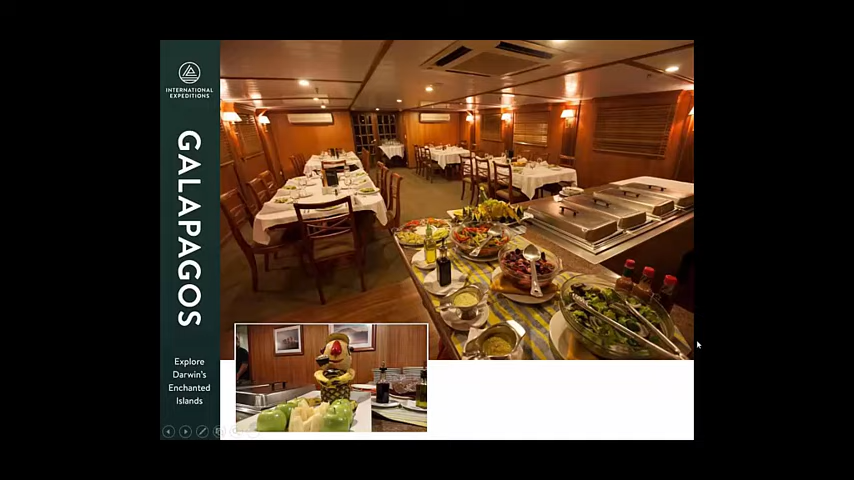 INTERNATIONAL
EXPEDITIONS
GALAPAGOS
Explore
Darwin's
Enchanted
Islands